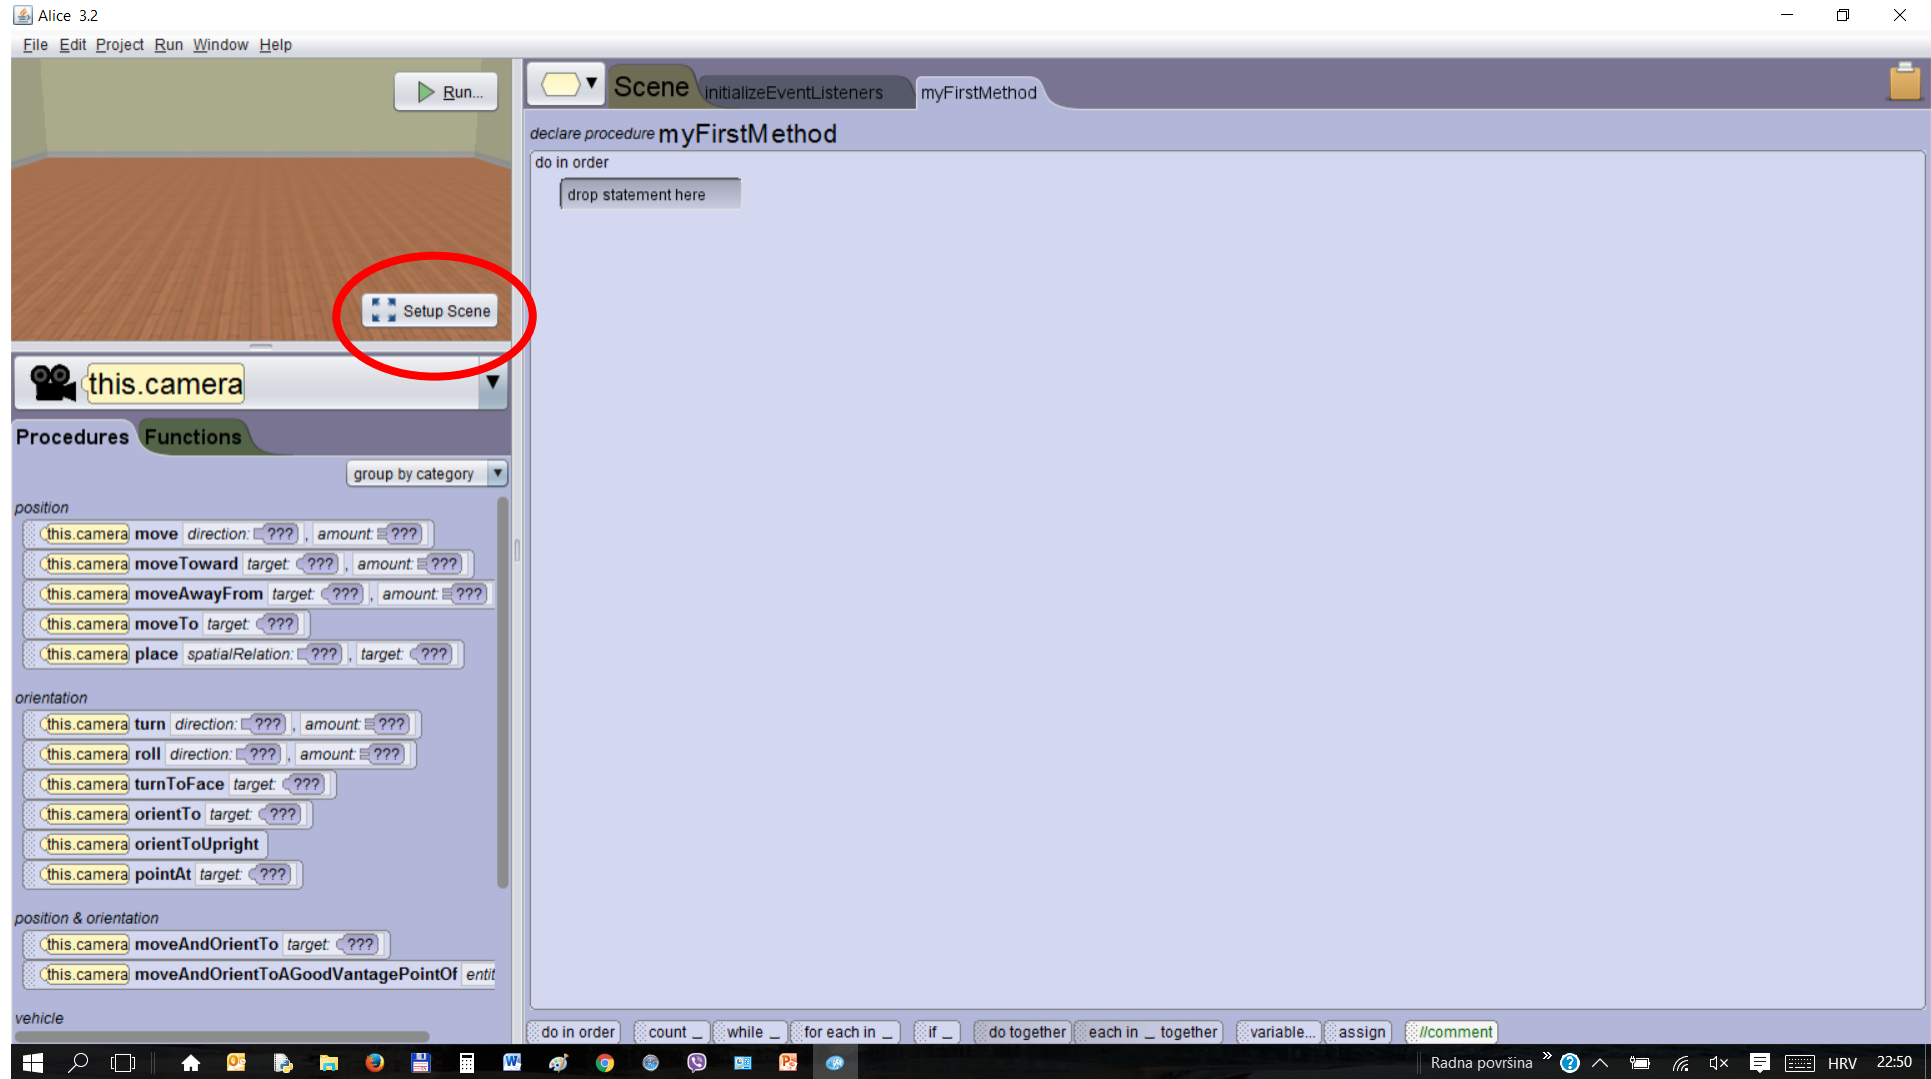 Alice 3.2
File Edit Project Run Window Help
Run...
Setup Scene
this.camera
Procedures Functions
group by category
position
this.camera move direction: ??? , amount: ???
this.camera moveToward target: ??? , amount: ???
this.camera moveAwayFrom target: ??? , amount: ???
this.camera moveTo target: ???
this.camera place spatialRelation: ??? , target: ???
orientation
this.camera turn direction: ??? , amount: ???
this.camera roll direction: ??? , amount: ???
this.camera turnToFace target: ???
this.camera orientTo target: ???
this.camera orientToUpright
this.camera pointAt target: ???
position & orientation
this.camera moveAndOrientTo target: ???
this.camera moveAndOrientToAGoodVantagePointOf entit
vehicle
Scene initializeEventListeners myFirstMethod
declare procedure myFirstMethod
do in order
drop statement here
do in order count _ while _ for each in _ if _ do together each in _ together variable... assign //comment
Radna površina » HRV 22:50